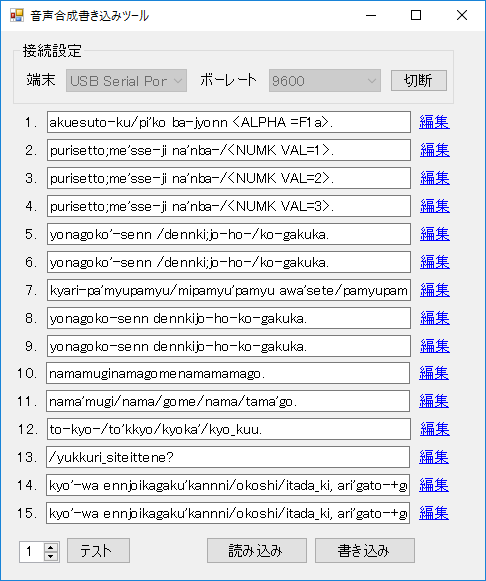 音声合成書き込みツール
接続設定
端末 USB Serial Por ボーレート 9600 切断
1. akuesuto-ku/pi'ko ba-jyonn <ALPHA =F1a>. 編集
2. purisetto;me'sse-ji na'nba-/<NUMK VAL=1>. 編集
3. purisetto;me'sse-ji na'nba-/<NUMK VAL=2>. 編集
4. purisetto;me'sse-ji na'nba-/<NUMK VAL=3>. 編集
5. yonagoko'-senn /dennki;jo-ho-/ko-gakuka. 編集
6. yonagoko'-senn /dennki;jo-ho-/ko-gakuka. 編集
7. kyari-pa'myupamyu/mipamyu'pamyu awa'sete/pamyupam 編集
8. yonagoko-senn dennkijo-ho-ko-gakuka. 編集
9. yonagoko-senn dennkijo-ho-ko-gakuka. 編集
10. namamuginamagomenamamamago. 編集
11. nama'mugi/nama/gome/nama/tama'go. 編集
12. to-kyo-/to'kkyo/kyoka'/kyo_kuu. 編集
13. /yukkuri_siteittene? 編集
14. kyo'-wa ennjoikagaku'kannni/okoshi/itada_ki, ari'gato-+g 編集
15. kyo'-wa ennjoikagaku'kannni/okoshi/itada_ki, ari'gato-+g 編集
1 テスト 読み込み 書き込み